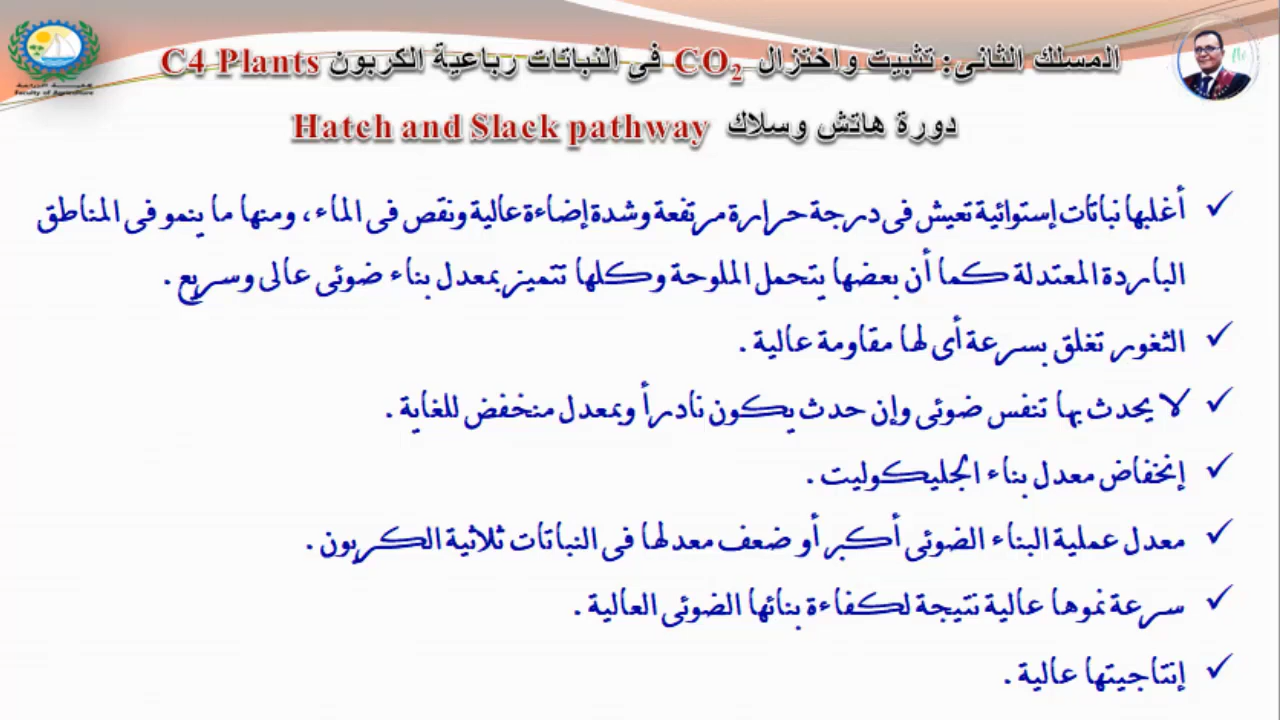 المسلك الثانى: تثبيت واختزال CO2 فى النباتات رباعية الكربون C4 Plants
دورة هاتش وسلاك Hatch and Slack pathway
✓ أغلبها نباتات إستوائية تعيش فى درجة حرارة مرتفعة وشدة إضاءة عالية ونقص فى الماء، ومنها ما ينمو فى المناطق
الباردة المعتدلة كما أن بعضها يتحمل الملوحة وكلها تتميز بمعدل بناء ضوئى عالى وسريع .
✓ الثغور تغلق بسرعة أى لها مقاومة عالية .
✓ لا يحدث بها تنفس ضوئى وإن حدث يكون نادراً وبمعدل منخفض للغاية .
✓ إنخفاض معدل بناء الجليكوليت .
✓ معدل عملية البناء الضوئى أكبر أو ضعف معدلها فى النباتات ثلاثية الكربون .
✓ سرعة نموها عالية نتيجة لكفاءة بنائها الضوئى العالية .
✓ إنتاجيتها عالية .
كلية الزراعة
Faculty of Agriculture